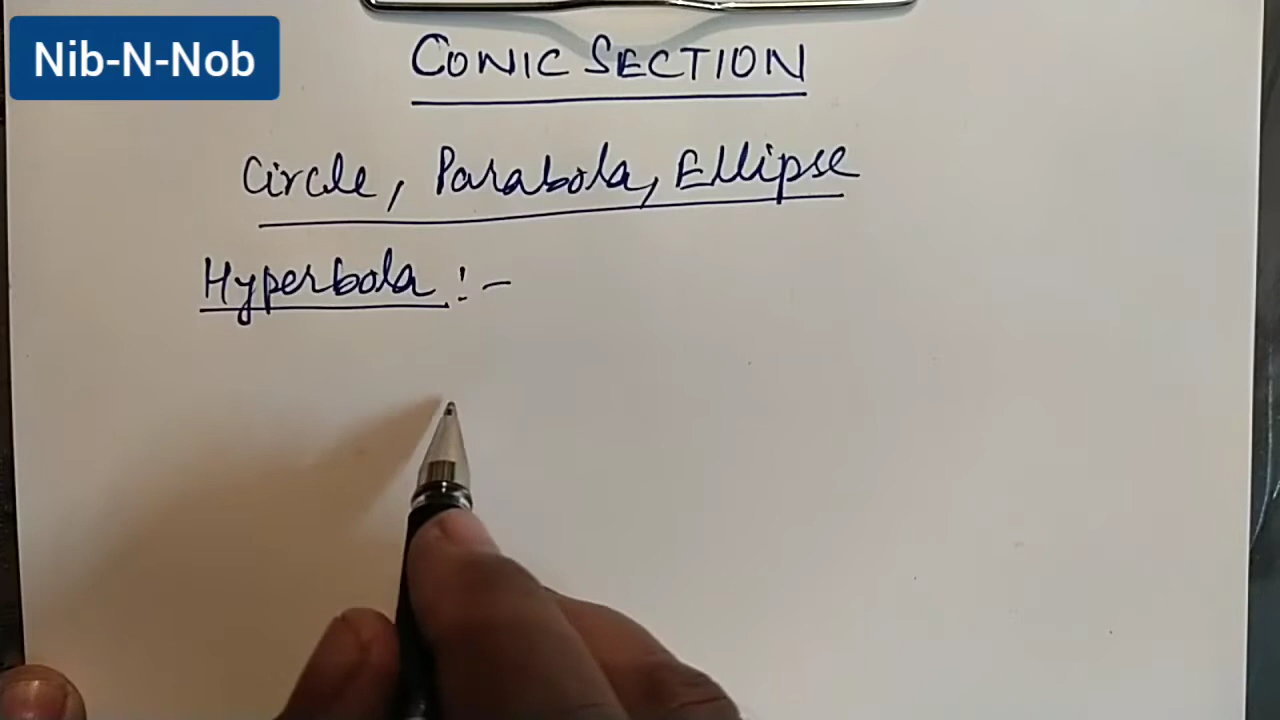 Nib-N-Nob
CONIC SECTION
Circle, Parabola, Ellipse
Hyperbola :-